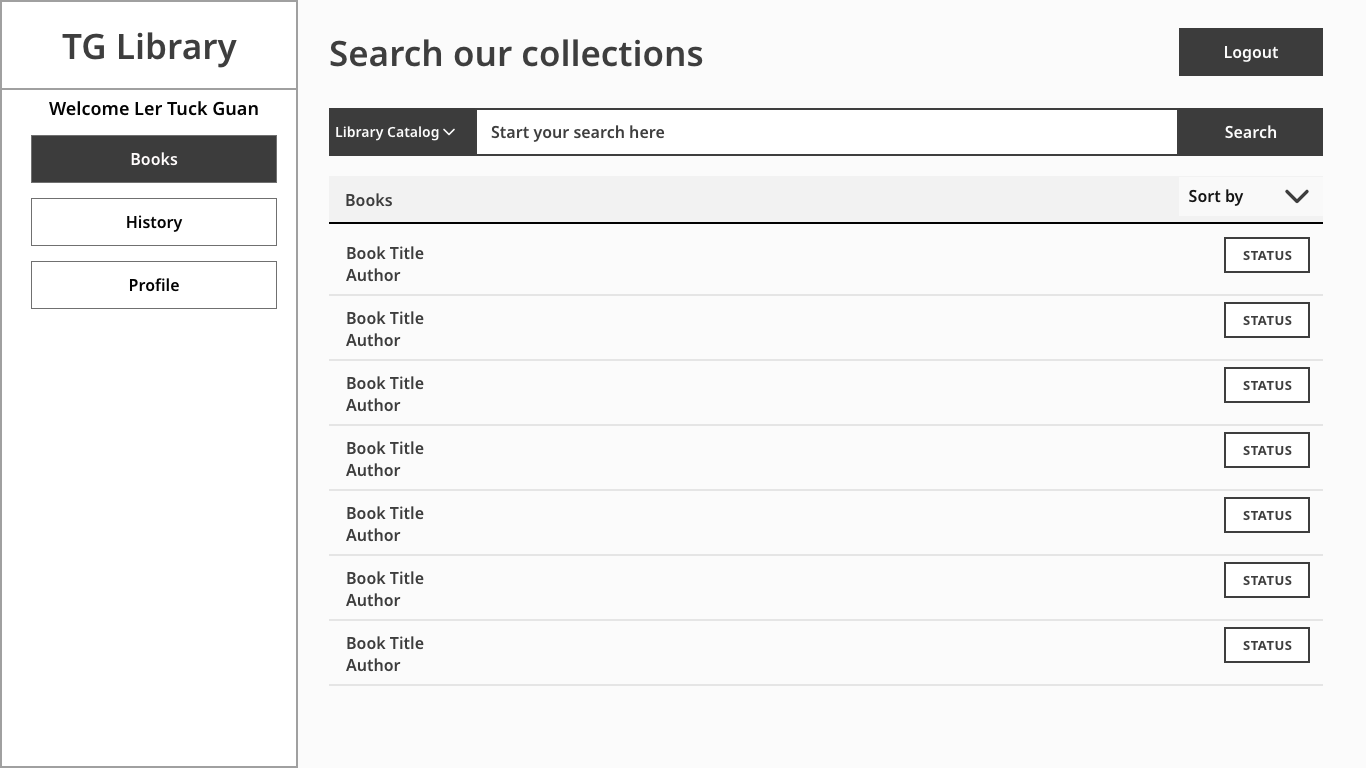 TG Library
Welcome Ler Tuck Guan
Books
History
Profile
Search our collections
Logout
Library Catalog
Start your search here
Search
Books
Sort by
Book Title
Author
STATUS
Book Title
Author
STATUS
Book Title
Author
STATUS
Book Title
Author
STATUS
Book Title
Author
STATUS
Book Title
Author
STATUS
Book Title
Author
STATUS